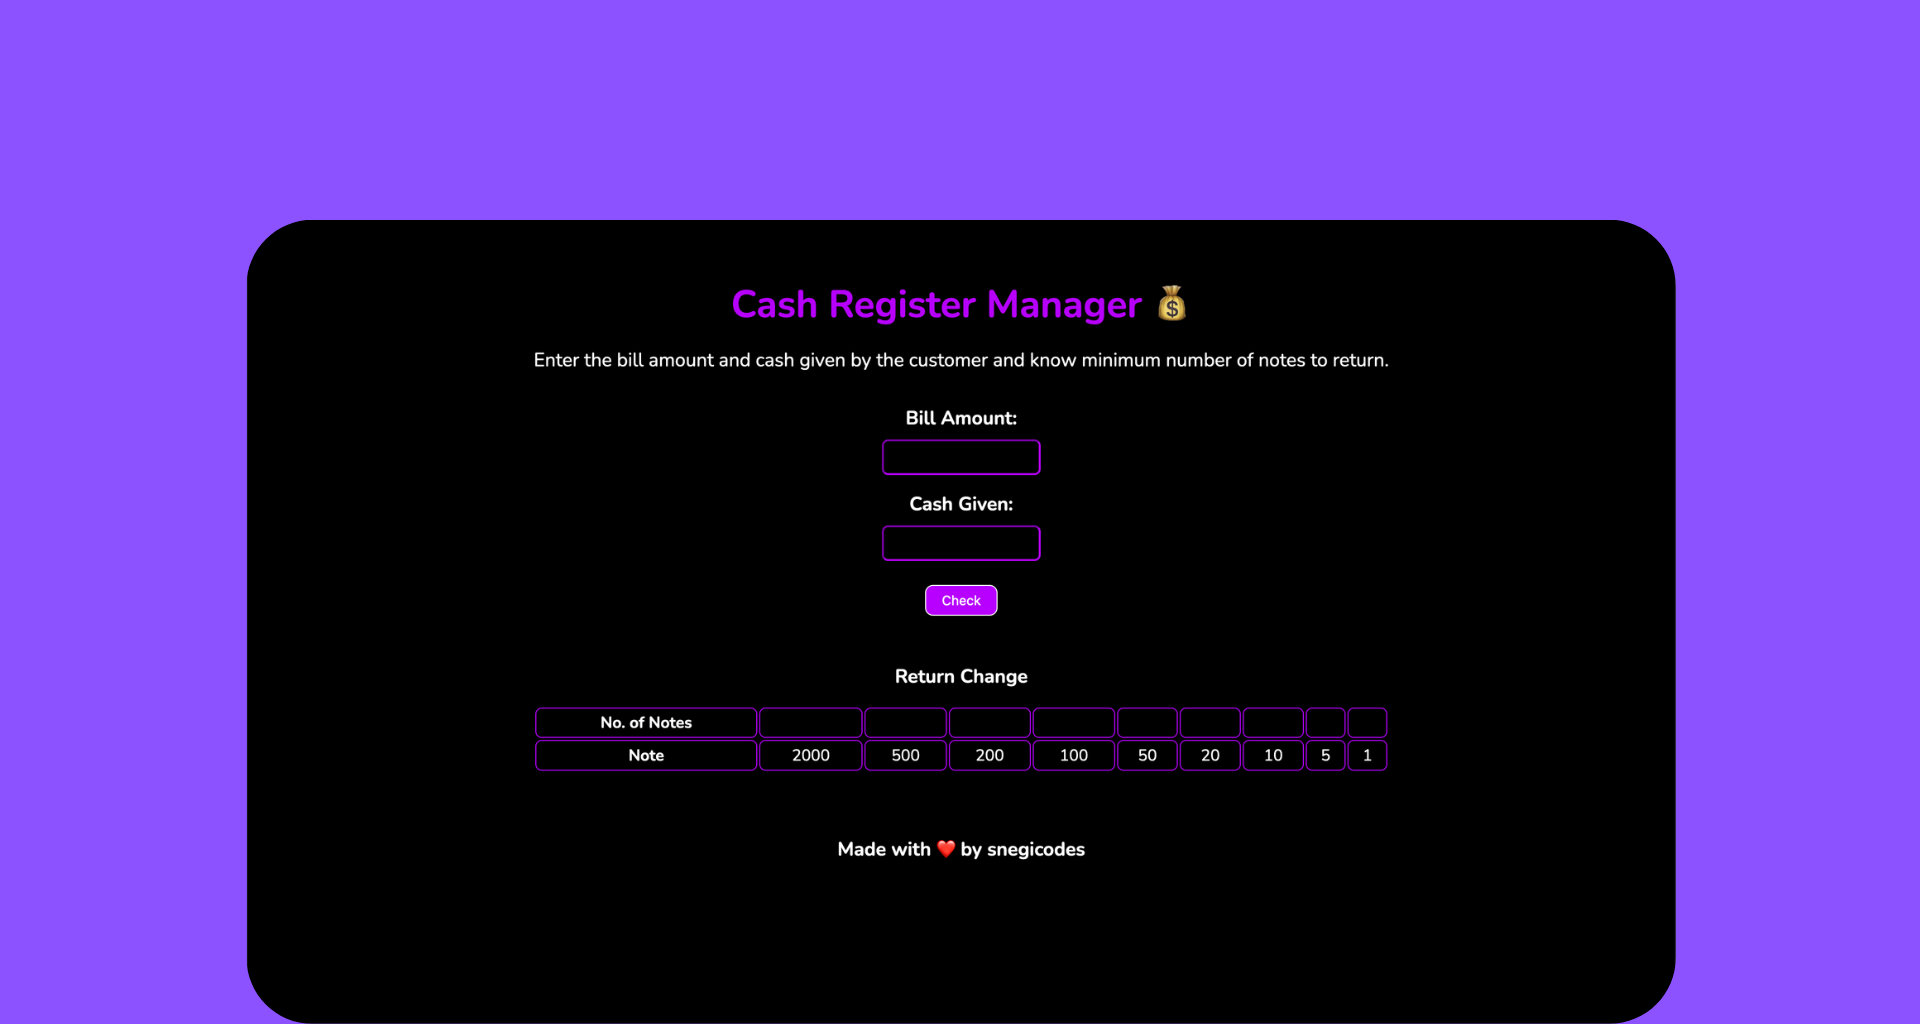 Cash Register Manager 💰
Enter the bill amount and cash given by the customer and know minimum number of notes to return.
Bill Amount:
Cash Given:
Check
Return Change
No. of Notes
Note 2000 500 200 100 50 20 10 5 1
Made with ❤️ by snegicodes